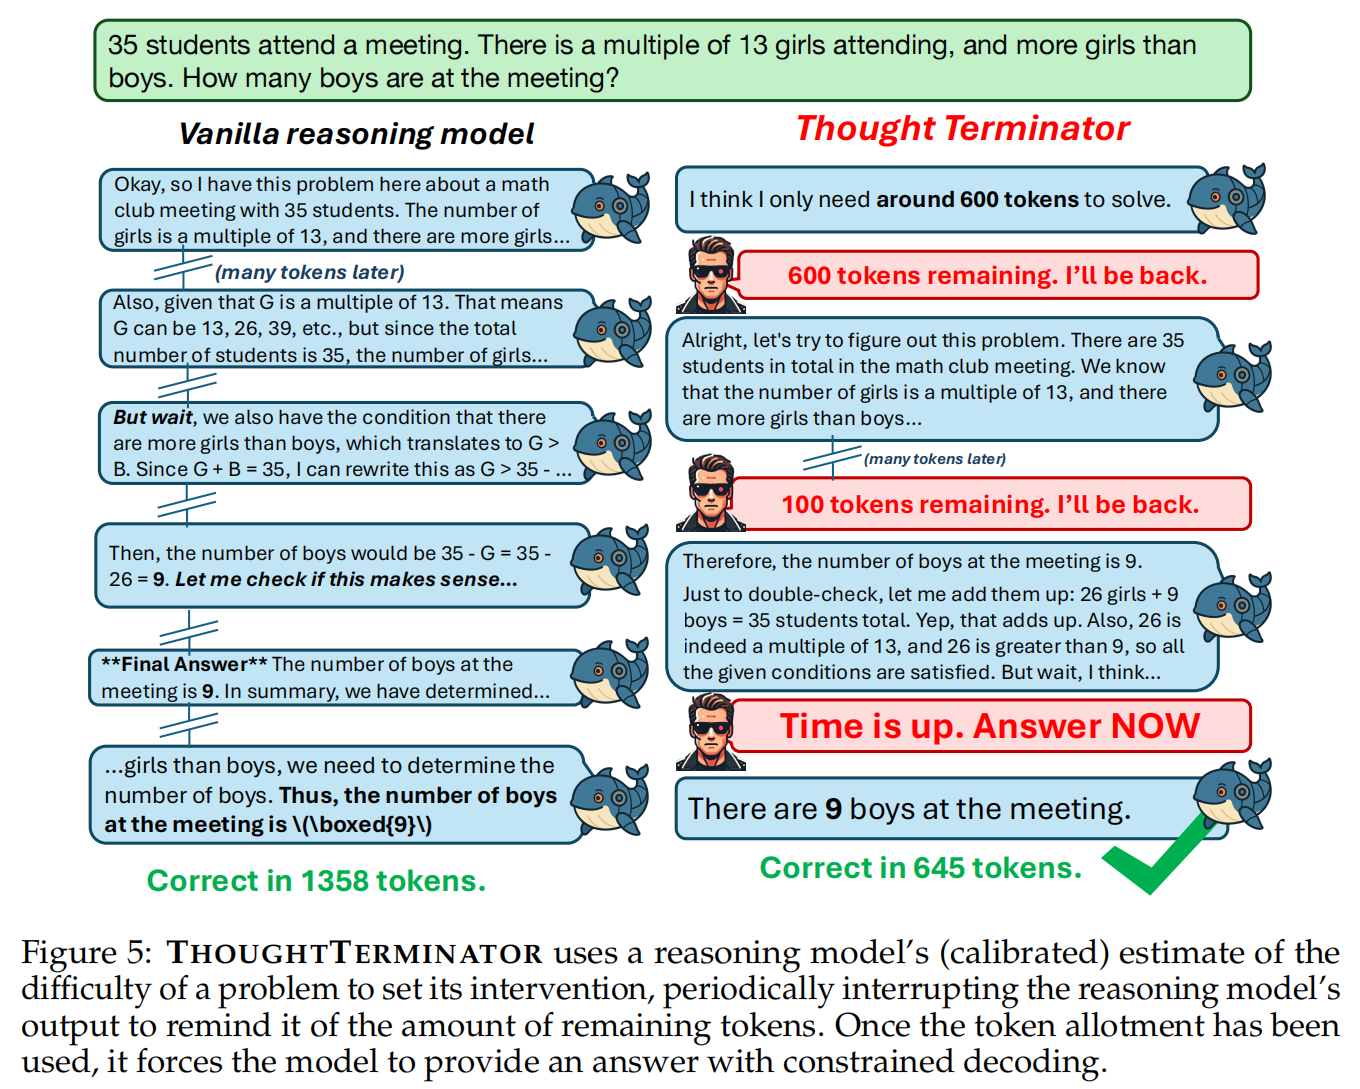 35 students attend a meeting. There is a multiple of 13 girls attending, and more girls than
boys. How many boys are at the meeting?
Vanilla reasoning model
Okay, so I have this problem here about a math
club meeting with 35 students. The number of
girls is a multiple of 13, and there are more girls...
(many tokens later)
Also, given that G is a multiple of 13. That means
G can be 13, 26, 39, etc., but since the total
number of students is 35, the number of girls...
But wait, we also have the condition that there
are more girls than boys, which translates to G >
B. Since G + B = 35, I can rewrite this as G > 35 - ...
Then, the number of boys would be 35 - G = 35 -
26 = 9. Let me check if this makes sense...
**Final Answer** The number of boys at the
meeting is 9. In summary, we have determined...
...girls than boys, we need to determine the
number of boys. Thus, the number of boys
at the meeting is \(\boxed{9}\)
Correct in 1358 tokens.
Thought Terminator
I think I only need around 600 tokens to solve.
600 tokens remaining. I'll be back.
Alright, let's try to figure out this problem. There are 35
students in total in the math club meeting. We know
that the number of girls is a multiple of 13, and there
are more girls than boys...
(many tokens later)
100 tokens remaining. I'll be back.
Therefore, the number of boys at the meeting is 9.
Just to double-check, let me add them up: 26 girls + 9
boys = 35 students total. Yep, that adds up. Also, 26 is
indeed a multiple of 13, and 26 is greater than 9, so all
the given conditions are satisfied. But wait, I think...
Time is up. Answer NOW
There are 9 boys at the meeting.
Correct in 645 tokens.
Figure 5: THOUGHTTERMINATOR uses a reasoning model's (calibrated) estimate of the
difficulty of a problem to set its intervention, periodically interrupting the reasoning model's
output to remind it of the amount of remaining tokens. Once the token allotment has been
used, it forces the model to provide an answer with constrained decoding.